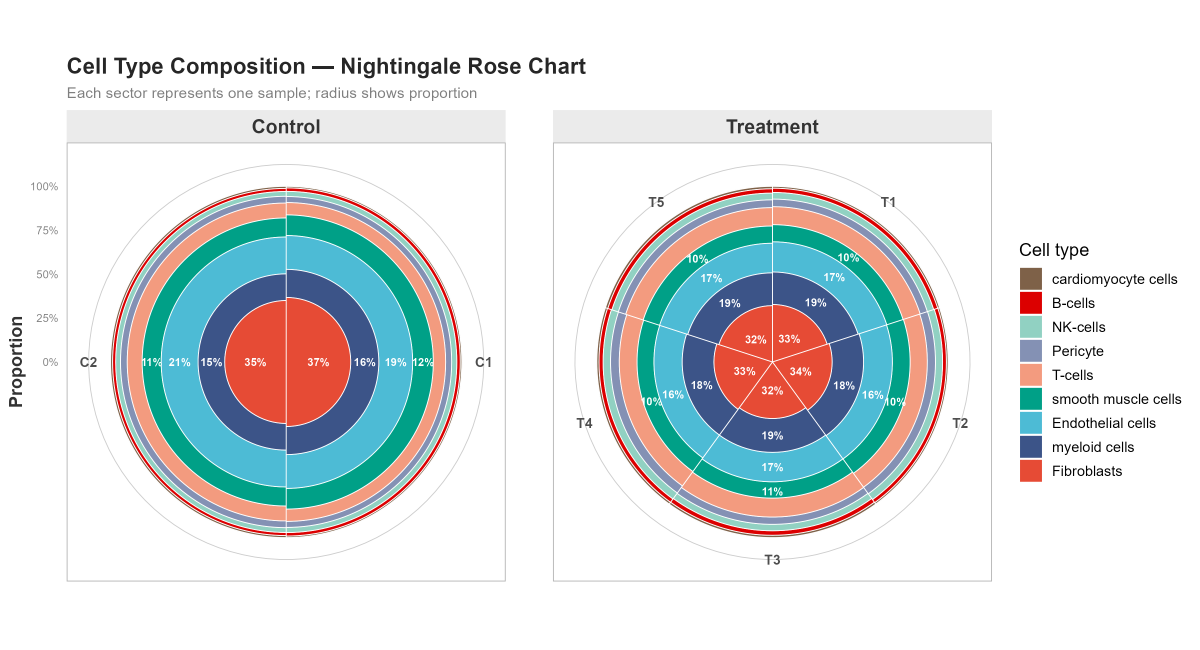 Cell Type Composition — Nightingale Rose Chart
Each sector represents one sample; radius shows proportion
Control
Treatment
Proportion
100%
75%
50%
25%
0%
C2
11%
21%
15%
35%
37%
16%
19%
12%
C1
T5
T1
10%
10%
17%
17%
19%
19%
32%
33%
33%
34%
32%
18%
18%
16%
16%
10%
10%
T4
T2
19%
17%
11%
T3
Cell type
cardiomyocyte cells
B-cells
NK-cells
Pericyte
T-cells
smooth muscle cells
Endothelial cells
myeloid cells
Fibroblasts